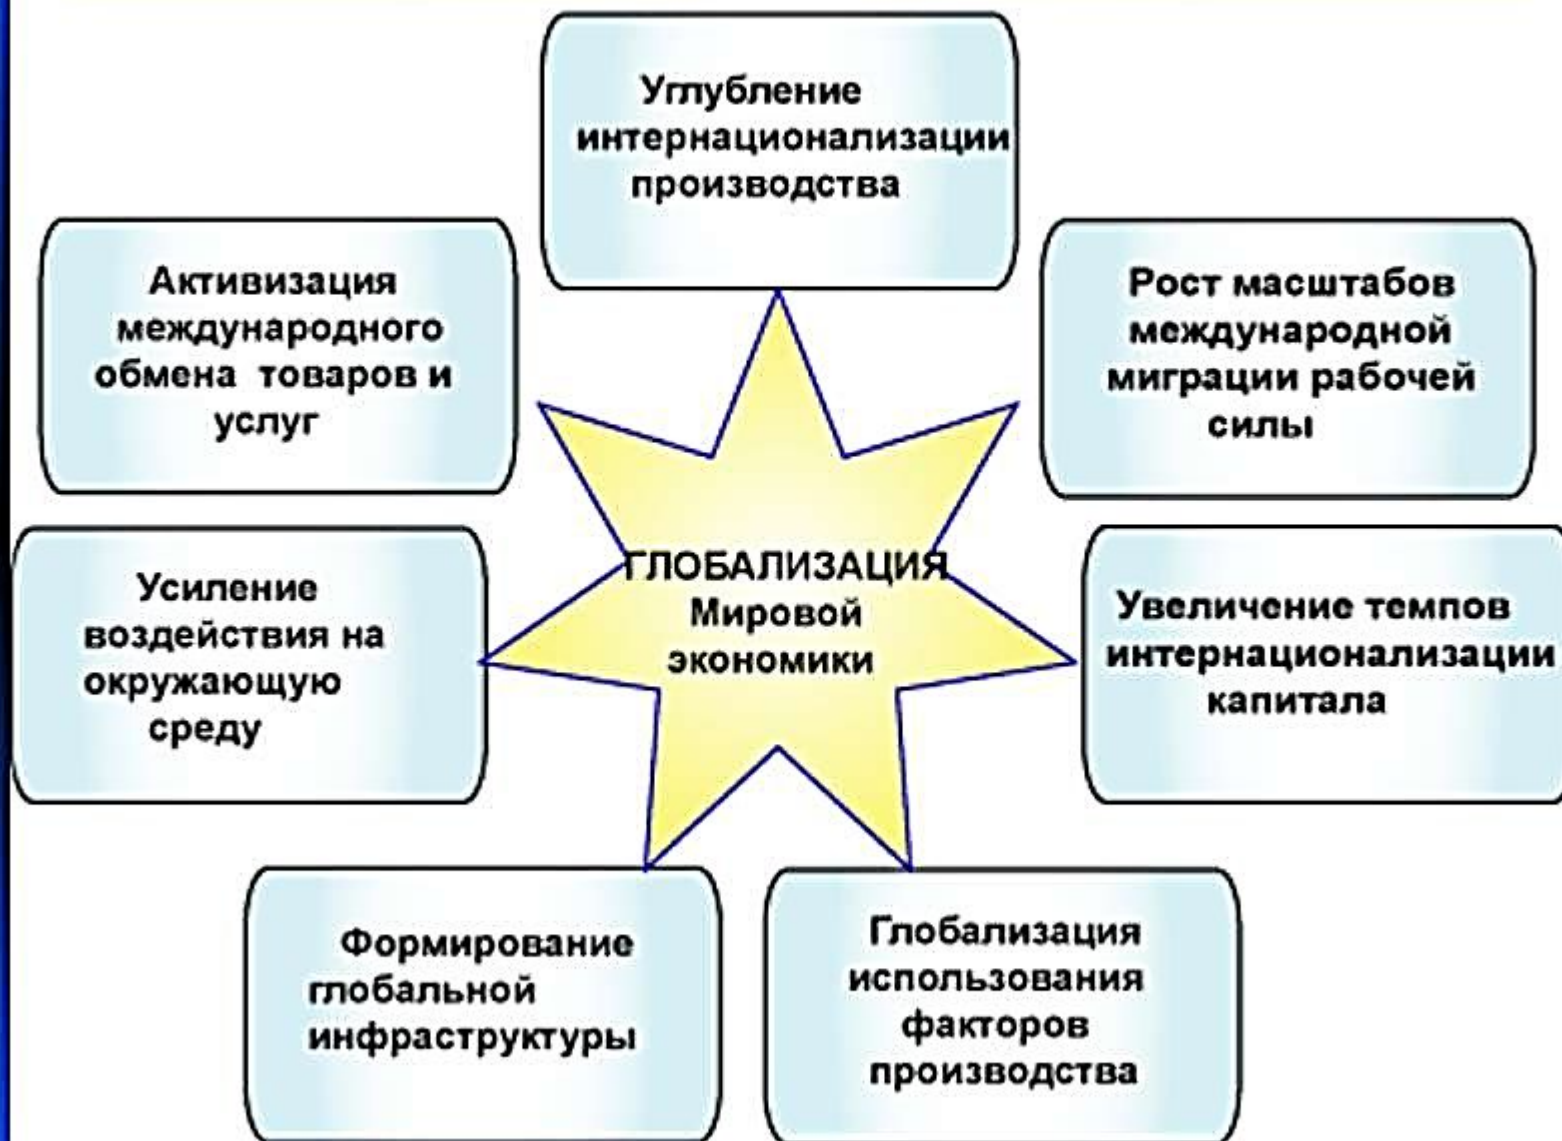 Углубление
интернационализации
производства
Активизация
международного
обмена товаров и
услуг
Рост масштабов
международной
миграции рабочей
силы
Усиление
воздействия на
окружающую
среду
ГЛОБАЛИЗАЦИЯ
Мировой
экономики
Увеличение темпов
интернационализации
капитала
Формирование
глобальной
инфраструктуры
Глобализация
использования
факторов
производства